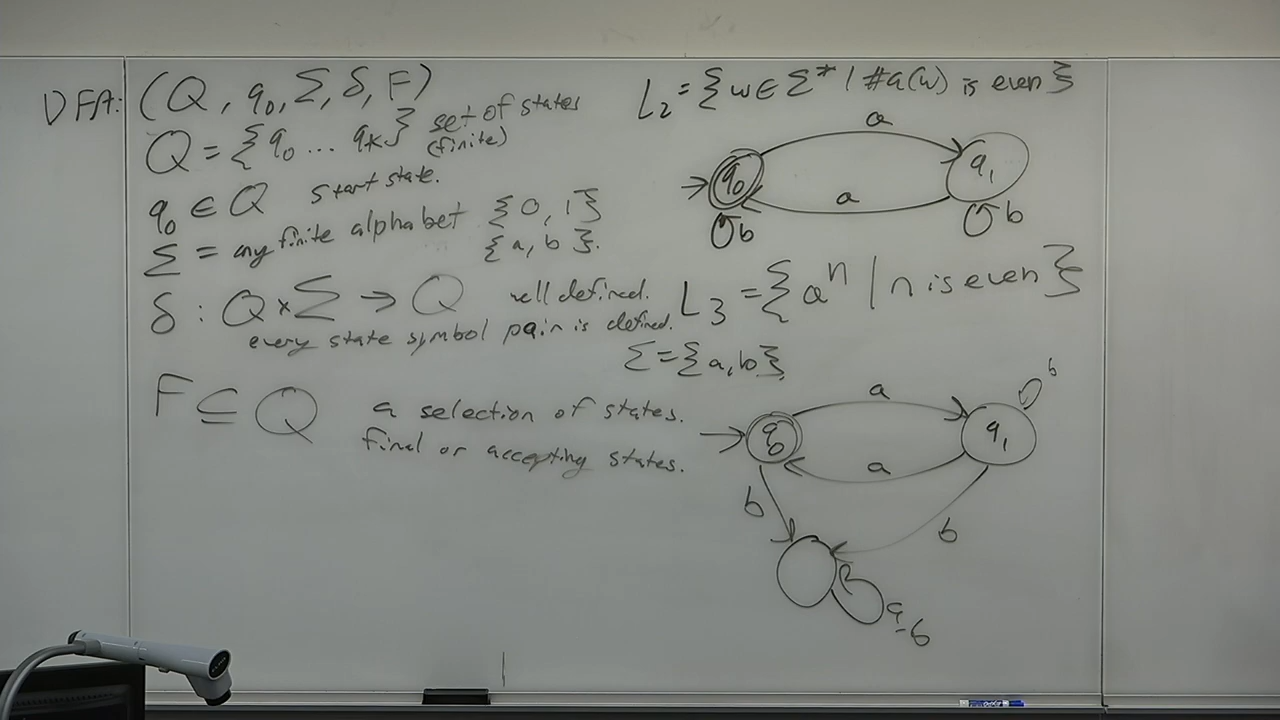 DFA: (Q, q₀, Σ, δ, F)
Q = {q₀ ... qₖ} set of states
(finite)
q₀ ∈ Q start state.
Σ = any finite alphabet {0, 1}
{a, b}.
δ : Q × Σ → Q well defined.
every state symbol pair is defined.
F ⊆ Q a selection of states.
final or accepting states.
L₂ = {w ∈ Σ* | #a(w) is even}
a
q₀
q₁
a
b
b
L₃ = {aⁿ | n is even}
Σ = {a, b}
b
a
q₀
q₁
a
b
b
a,b